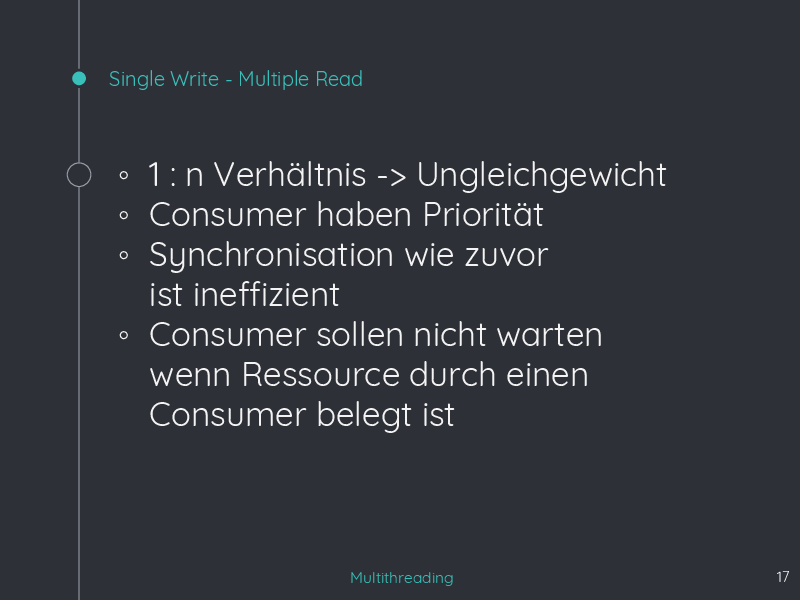 Single Write - Multiple Read
◦ 1 : n Verhältnis -> Ungleichgewicht
◦ Consumer haben Priorität
◦ Synchronisation wie zuvor
ist ineffizient
◦ Consumer sollen nicht warten
wenn Ressource durch einen
Consumer belegt ist
Multithreading
17